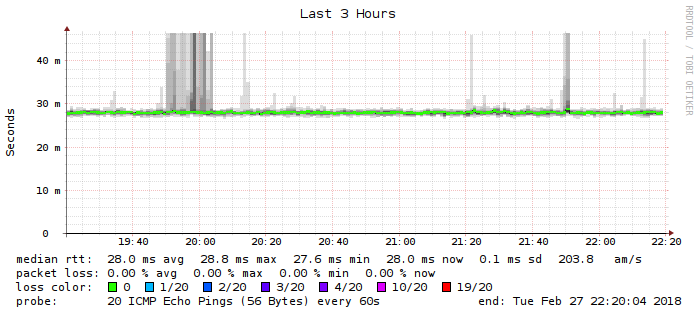 Last 3 Hours
RRDTOOL / TOBI OETIKER
Seconds
40 m
30 m
20 m
10 m
0
19:40 20:00 20:20 20:40 21:00 21:20 21:40 22:00 22:20
median rtt: 28.0 ms avg 28.8 ms max 27.6 ms min 28.0 ms now 0.1 ms sd 203.8 am/s
packet loss: 0.00 % avg 0.00 % max 0.00 % min 0.00 % now
loss color: 0 1/20 2/20 3/20 4/20 10/20 19/20
probe: 20 ICMP Echo Pings (56 Bytes) every 60s end: Tue Feb 27 22:20:04 2018